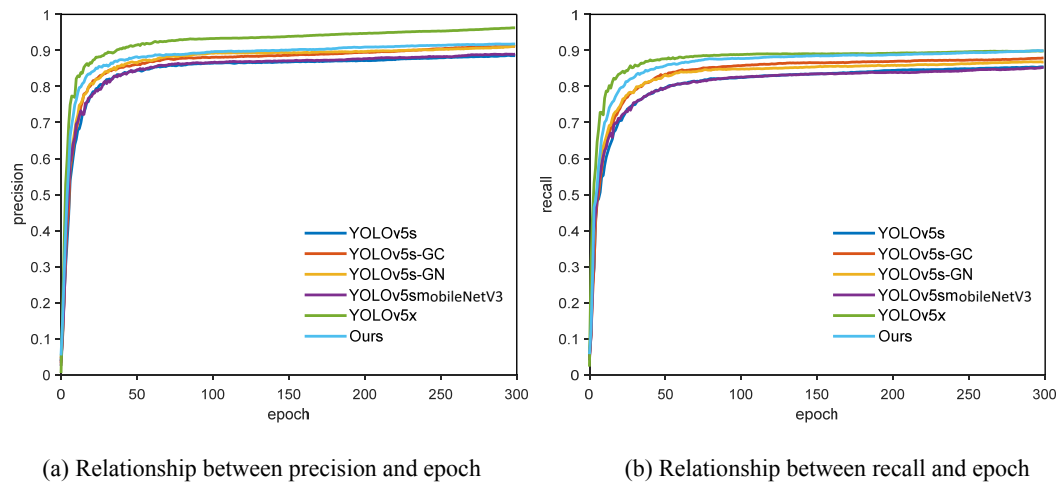 1
0.9
0.8
0.7
0.6
0.5
0.4
0.3
0.2
0.1
0
precision
YOLOv5s
YOLOv5s-GC
YOLOv5s-GN
YOLOv5smobileNetV3
YOLOv5x
Ours
0 50 100 150 200 250 300
epoch
(a) Relationship between precision and epoch
1
0.9
0.8
0.7
0.6
0.5
0.4
0.3
0.2
0.1
0
recall
YOLOv5s
YOLOv5s-GC
YOLOv5s-GN
YOLOv5smobileNetV3
YOLOv5x
Ours
0 50 100 150 200 250 300
epoch
(b) Relationship between recall and epoch